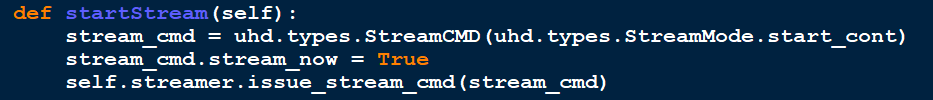 def startStream(self):
    stream_cmd = uhd.types.StreamCMD(uhd.types.StreamMode.start_cont)
    stream_cmd.stream_now = True
    self.streamer.issue_stream_cmd(stream_cmd)